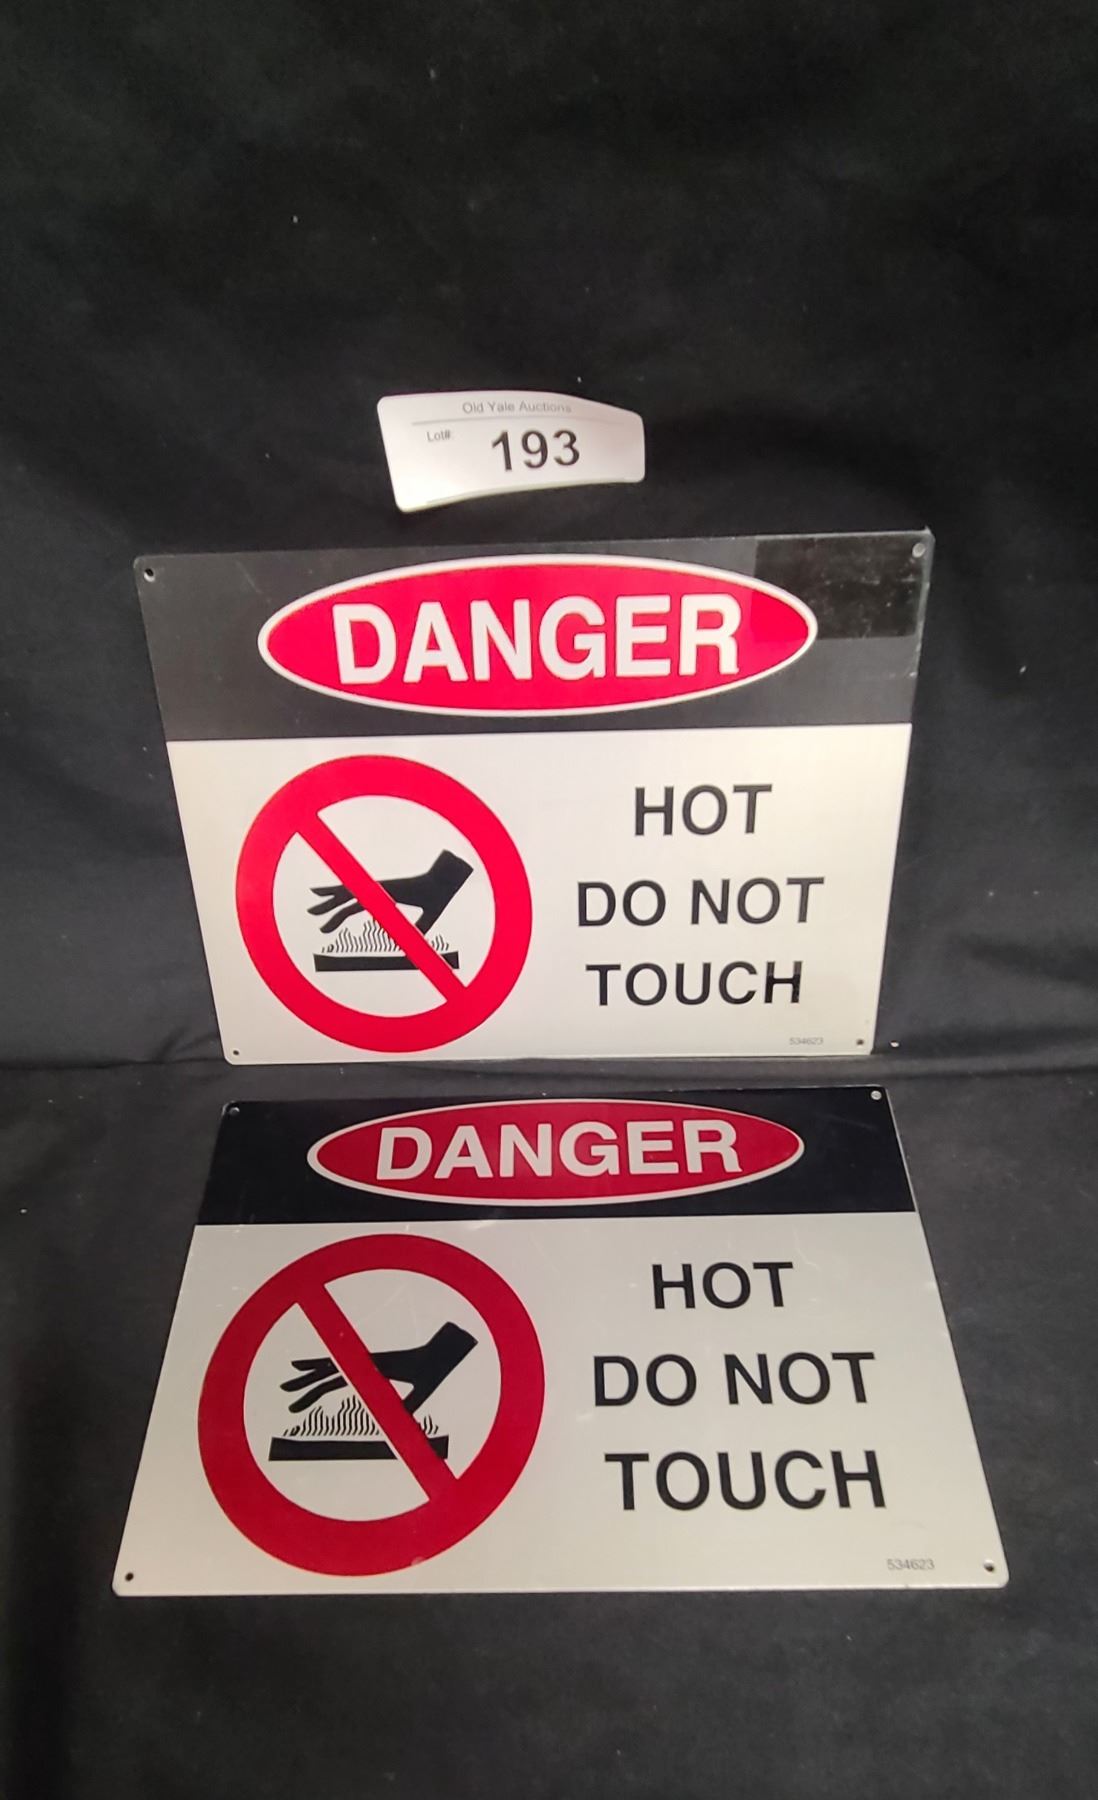 Old Yale Auctions
Lot#: 193
DANGER
HOT
DO NOT
TOUCH
534623
DANGER
HOT
DO NOT
TOUCH
534623